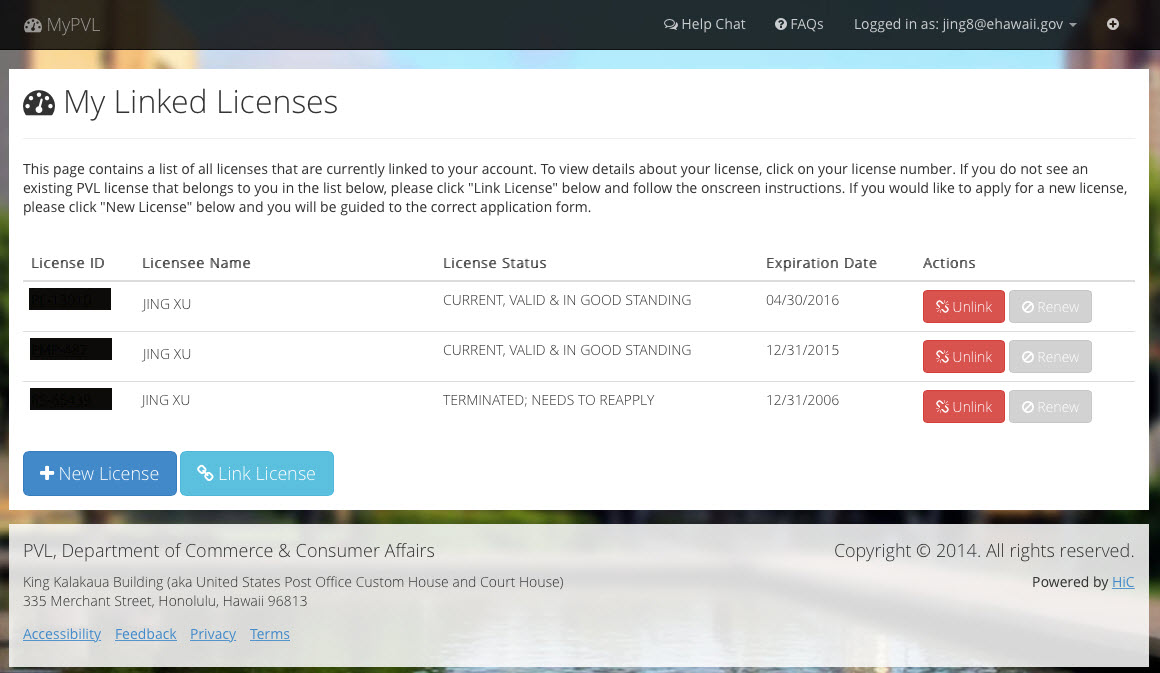 MyPVL Help Chat FAQs Logged in as: jing8@ehawaii.gov
My Linked Licenses
This page contains a list of all licenses that are currently linked to your account. To view details about your license, click on your license number. If you do not see an
existing PVL license that belongs to you in the list below, please click "Link License" below and follow the onscreen instructions. If you would like to apply for a new license,
please click "New License" below and you will be guided to the correct application form.
License ID Licensee Name License Status Expiration Date Actions
JING XU CURRENT, VALID & IN GOOD STANDING 04/30/2016 Unlink Renew
JING XU CURRENT, VALID & IN GOOD STANDING 12/31/2015 Unlink Renew
JING XU TERMINATED; NEEDS TO REAPPLY 12/31/2006 Unlink Renew
New License Link License
PVL, Department of Commerce & Consumer Affairs Copyright © 2014. All rights reserved.
King Kalakaua Building (aka United States Post Office Custom House and Court House) Powered by HiC
335 Merchant Street, Honolulu, Hawaii 96813
Accessibility Feedback Privacy Terms